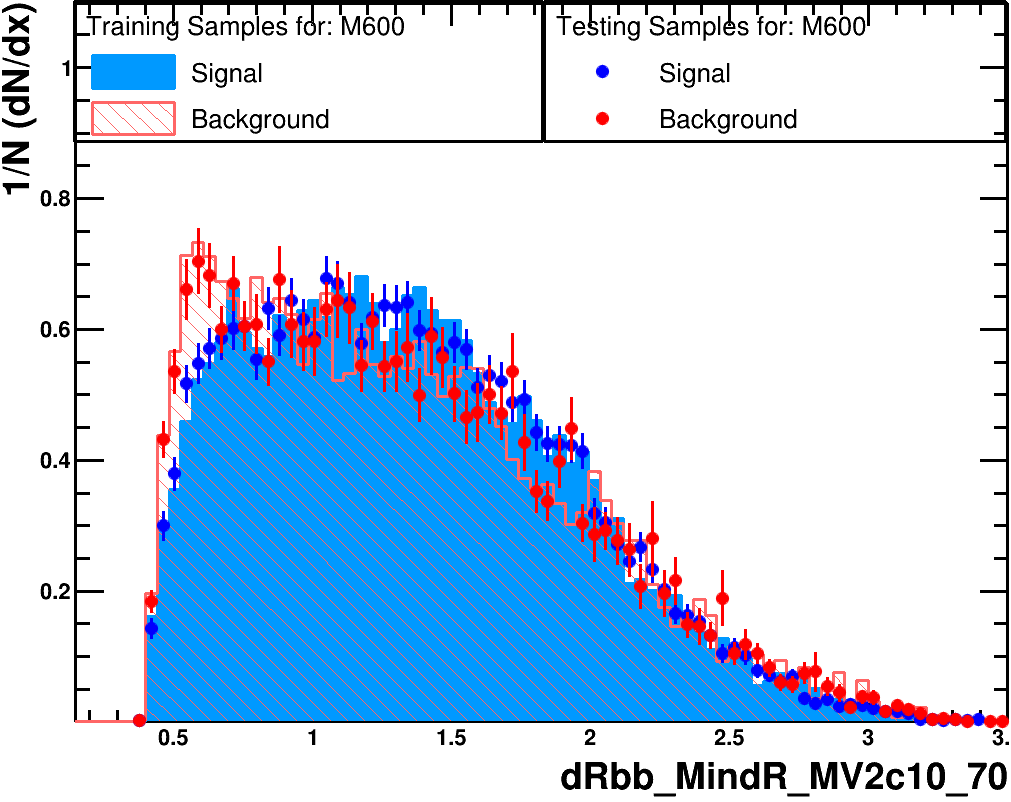 1/N (dN/dx)
Training Samples for: M600
Signal
Background
Testing Samples for: M600
Signal
Background
1
0.8
0.6
0.4
0.2
0.5 1 1.5 2 2.5 3 3.
dRbb_MindR_MV2c10_70